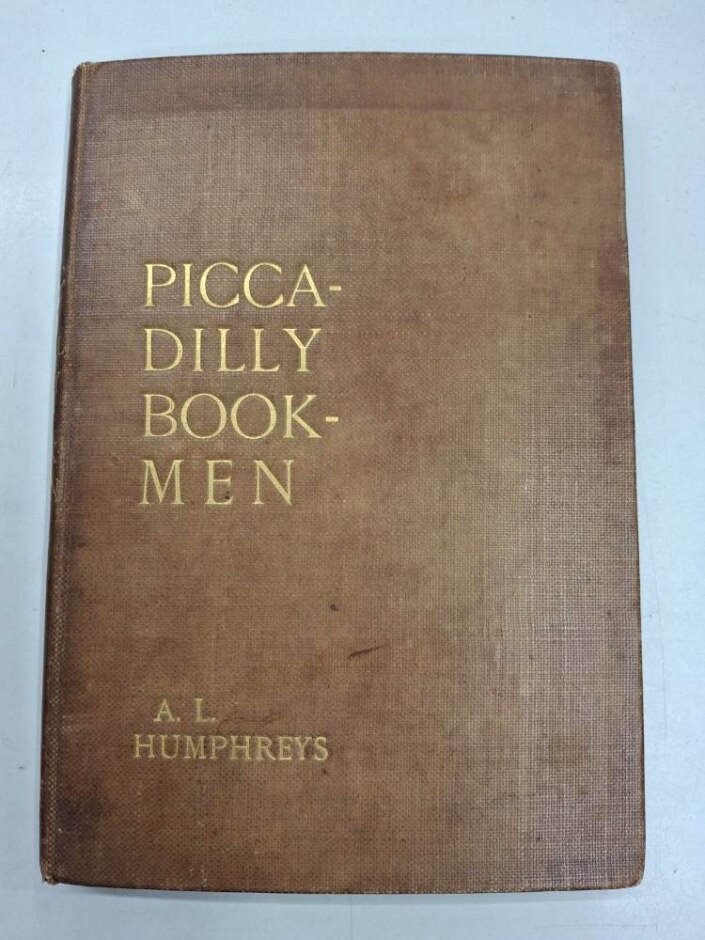 PICCA-
DILLY
BOOK-
MEN
A. L.
HUMPHREYS